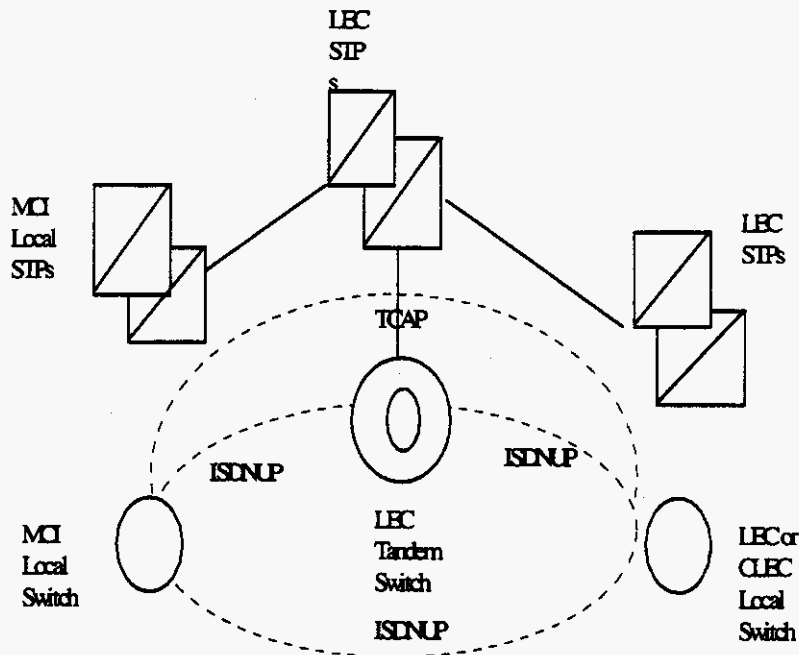 LEC
STP
s
MCI
Local
STPs
LEC
STPs
TCAP
ISDNUP
ISDNUP
MCI
Local
Switch
LEC
Tandem
Switch
LEC or
CLEC
Local
Switch
ISDNUP